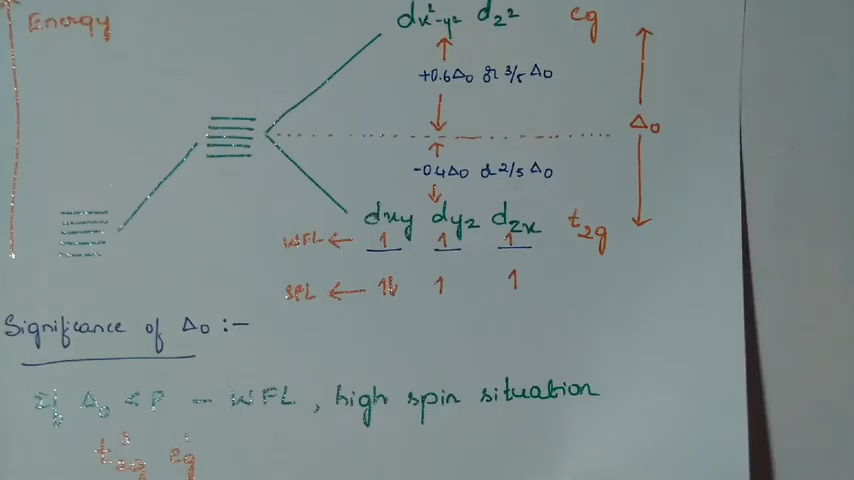 Energy
dx²-y² dz² eg
+0.6Δ₀ or 3/5 Δ₀
Δ₀
-0.4Δ₀ or 2/5 Δ₀
dxy dyz dzx t₂g
WFL ← 1 1 1
SFL ← 1↓ 1 1
Significance of Δ₀ :-
If Δ₀ < P - WFL, high spin situation
t₂g³ eg¹